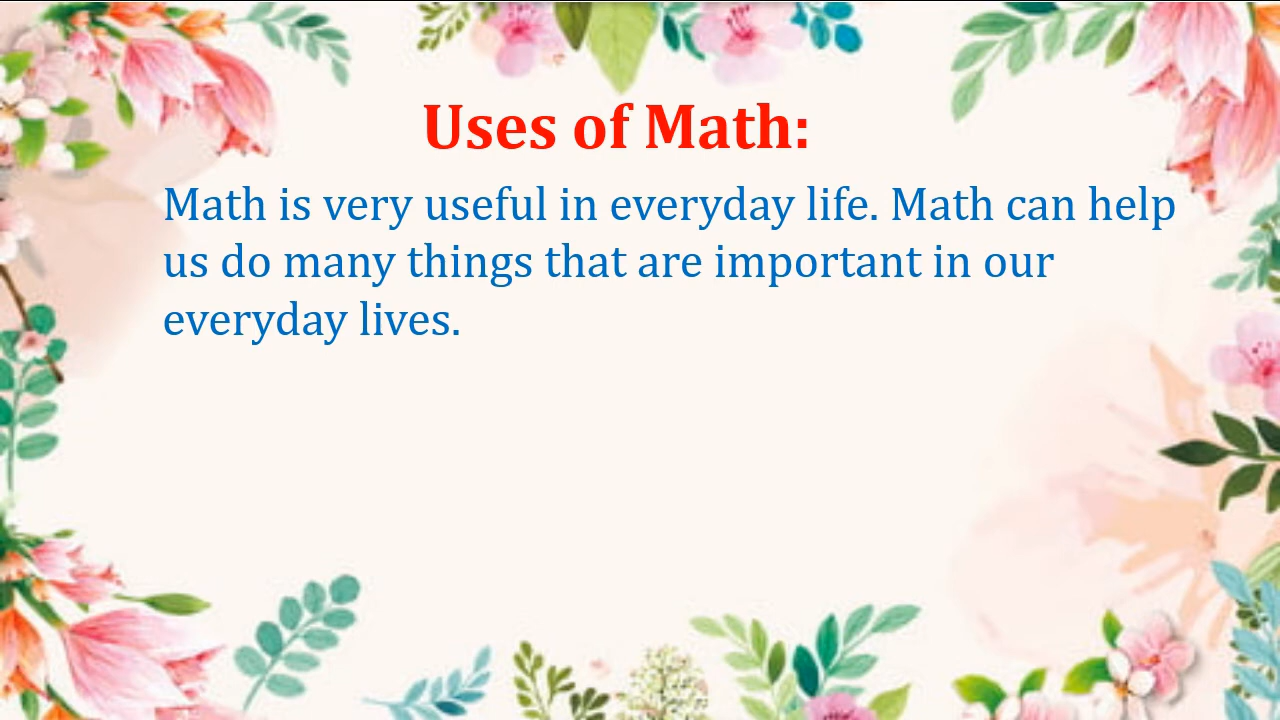 Uses of Math:
Math is very useful in everyday life. Math can help
us do many things that are important in our
everyday lives.